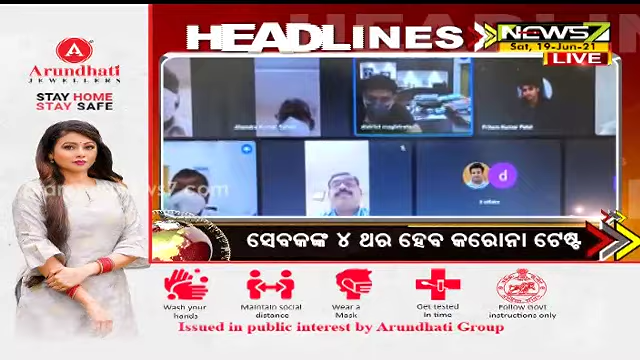 HEADLINES
NEWS7
Sat, 19-Jun-21
LIVE
A
Arundhati
JEWELLERS
STAY HOME
STAY SAFE
district magistrate
Pritam Kumar Patel
d
ସେବକଙ୍କ ୪ ଥର ହେବ କରୋନା ଟେଷ୍ଟ
Wash your hands
Maintain social distance
Wear a Mask
Get tested In time
Follow Govt instructions only
Issued in public interest by Arundhati Group